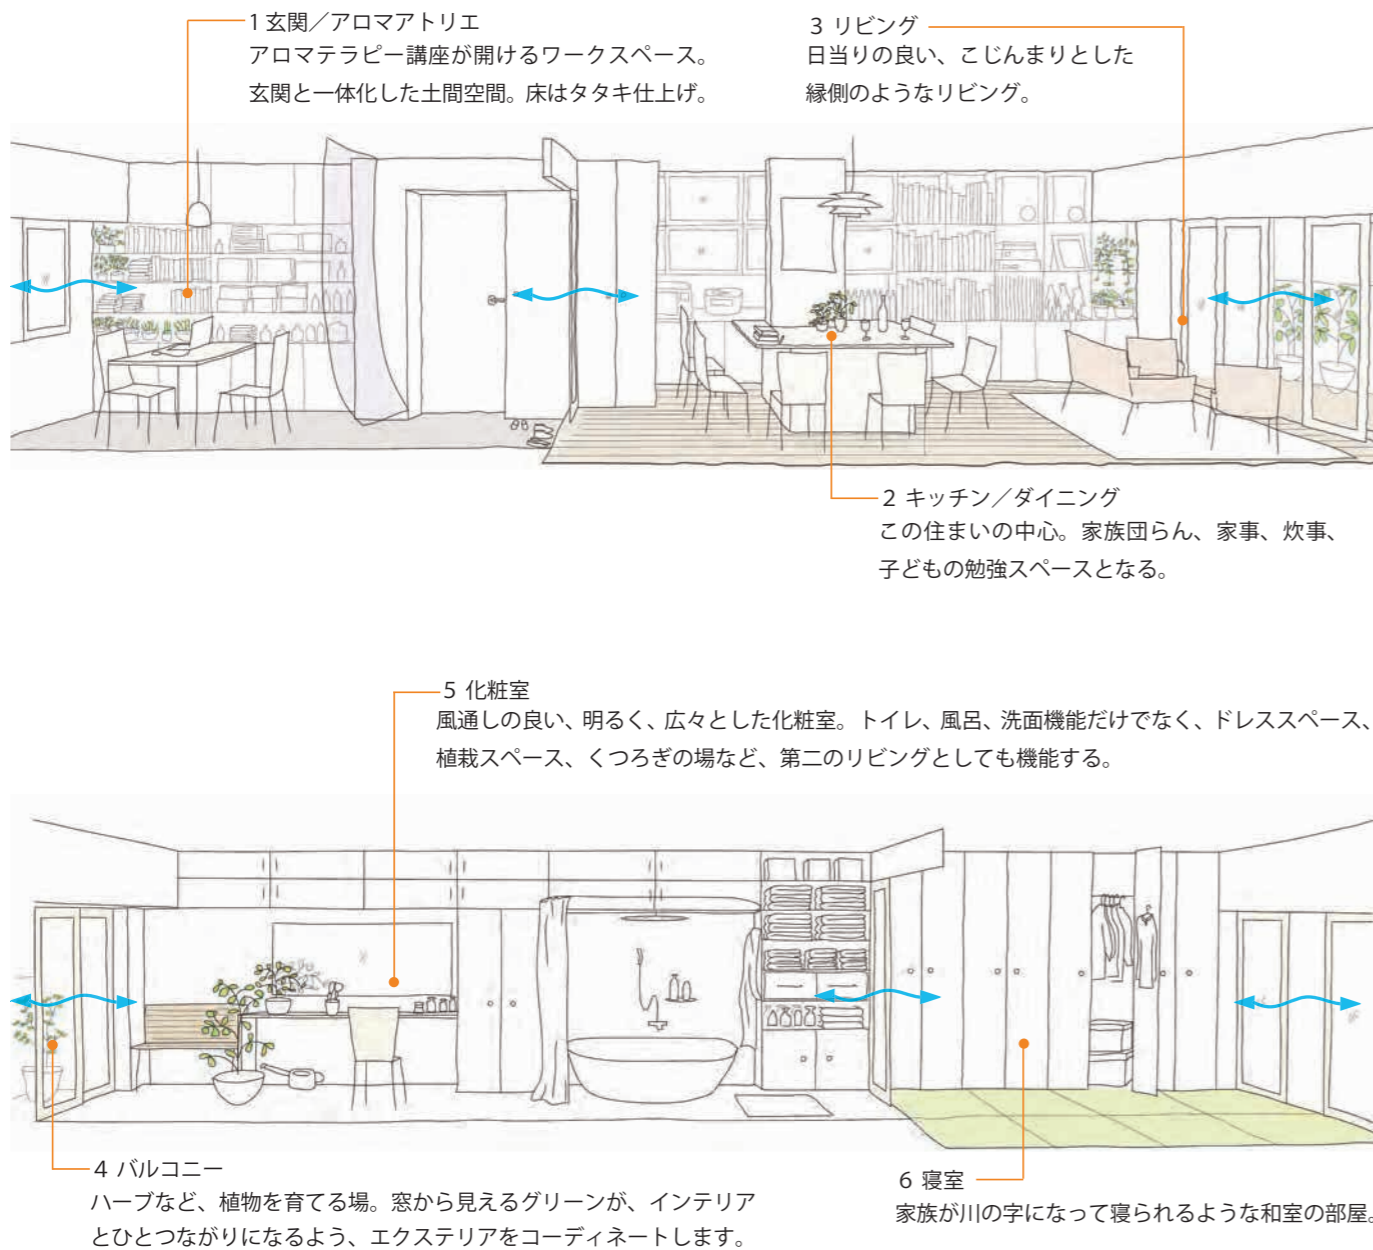 1 玄関／アロマアトリエ
アロマテラピー講座が開けるワークスペース。
玄関と一体化した土間空間。床はタタキ仕上げ。
3 リビング
日当りの良い、こじんまりとした
縁側のようなリビング。
2 キッチン／ダイニング
この住まいの中心。家族団らん、家事、炊事、
子どもの勉強スペースとなる。
5 化粧室
風通しの良い、明るく、広々とした化粧室。トイレ、風呂、洗面機能だけでなく、ドレススペース、
植栽スペース、くつろぎの場など、第二のリビングとしても機能する。
4 バルコニー
ハーブなど、植物を育てる場。窓から見えるグリーンが、インテリア
とひとつながりになるよう、エクステリアをコーディネートします。
6 寝室
家族が川の字になって寝られるような和室の部屋。